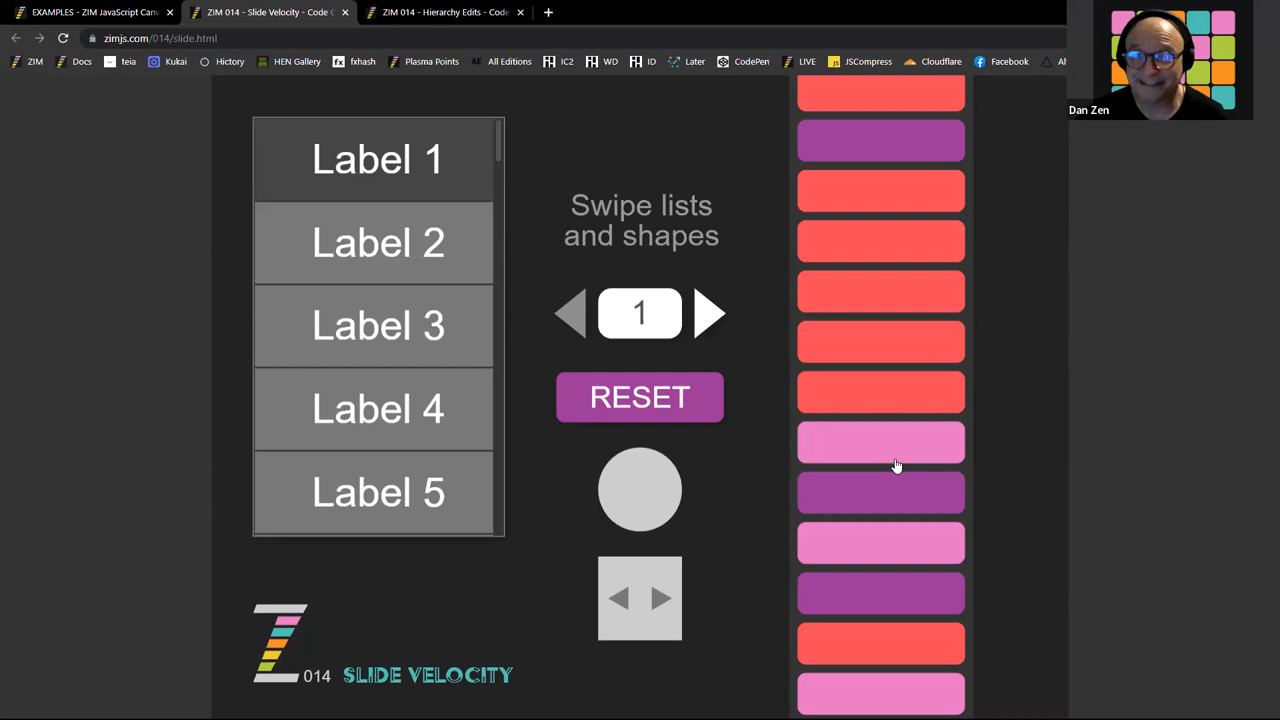 EXAMPLES - ZIM JavaScript Can
ZIM 014 - Slide Velocity - Code C
ZIM 014 - Hierarchy Edits - Code
zimjs.com/014/slide.html
ZIM
Docs
teia
Kukai
Hictory
HEN Gallery
fxhash
Plasma Points
All Editions
IC2
WD
ID
Later
CodePen
LIVE
JSCompress
Cloudflare
Facebook
Dan Zen
Label 1
Label 2
Label 3
Label 4
Label 5
Swipe lists
and shapes
1
RESET
014 SLIDE VELOCITY